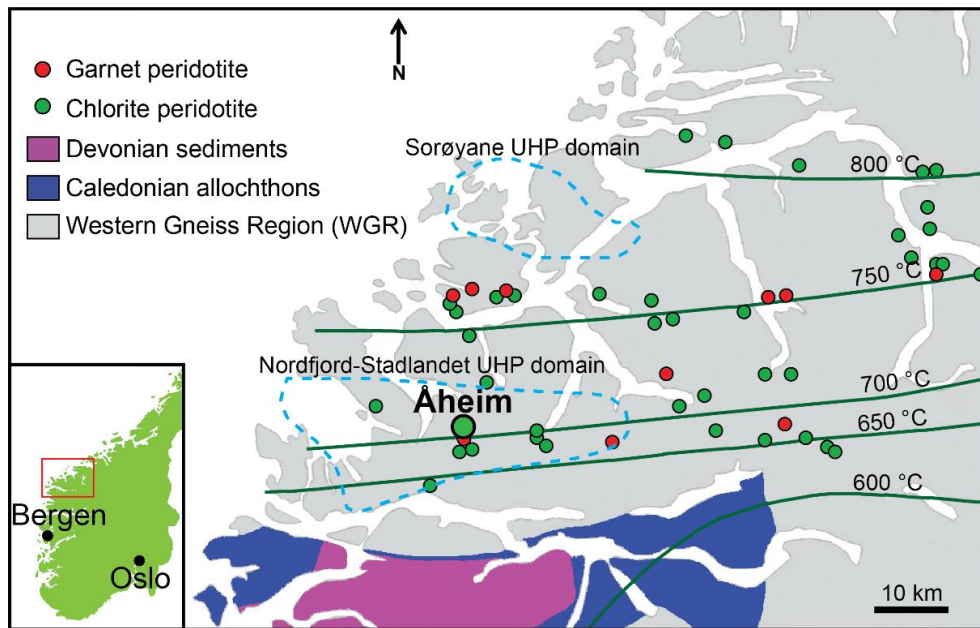 N
Garnet peridotite
Chlorite peridotite
Devonian sediments
Caledonian allochthons
Western Gneiss Region (WGR)
Sorøyane UHP domain
800 °C
750 °C
Nordfjord-Stadlandet UHP domain
Åheim
700 °C
650 °C
600 °C
Bergen
Oslo
10 km